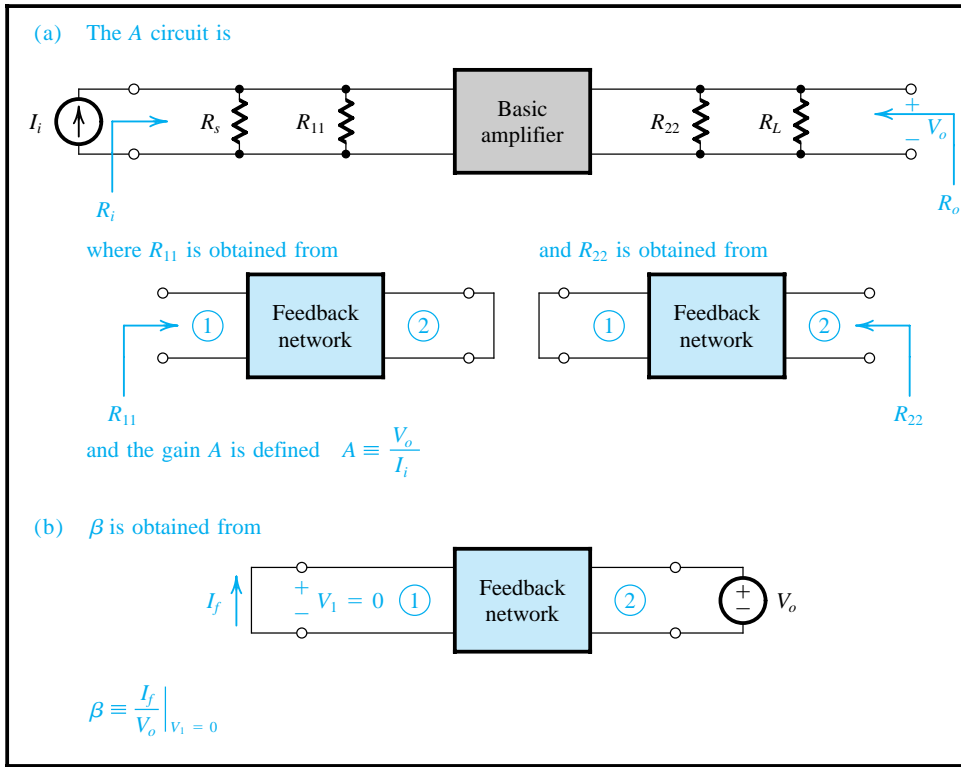 (a) The A circuit is
I_i R_s R_11 Basic amplifier R_22 R_L + V_o −
R_i R_o
where R_11 is obtained from and R_22 is obtained from
1 Feedback network 2 1 Feedback network 2
R_11 R_22
and the gain A is defined A ≡ V_o / I_i
(b) β is obtained from
I_f + − V_1 = 0 1 Feedback network 2 + − V_o
β ≡ I_f / V_o |_{V_1 = 0}